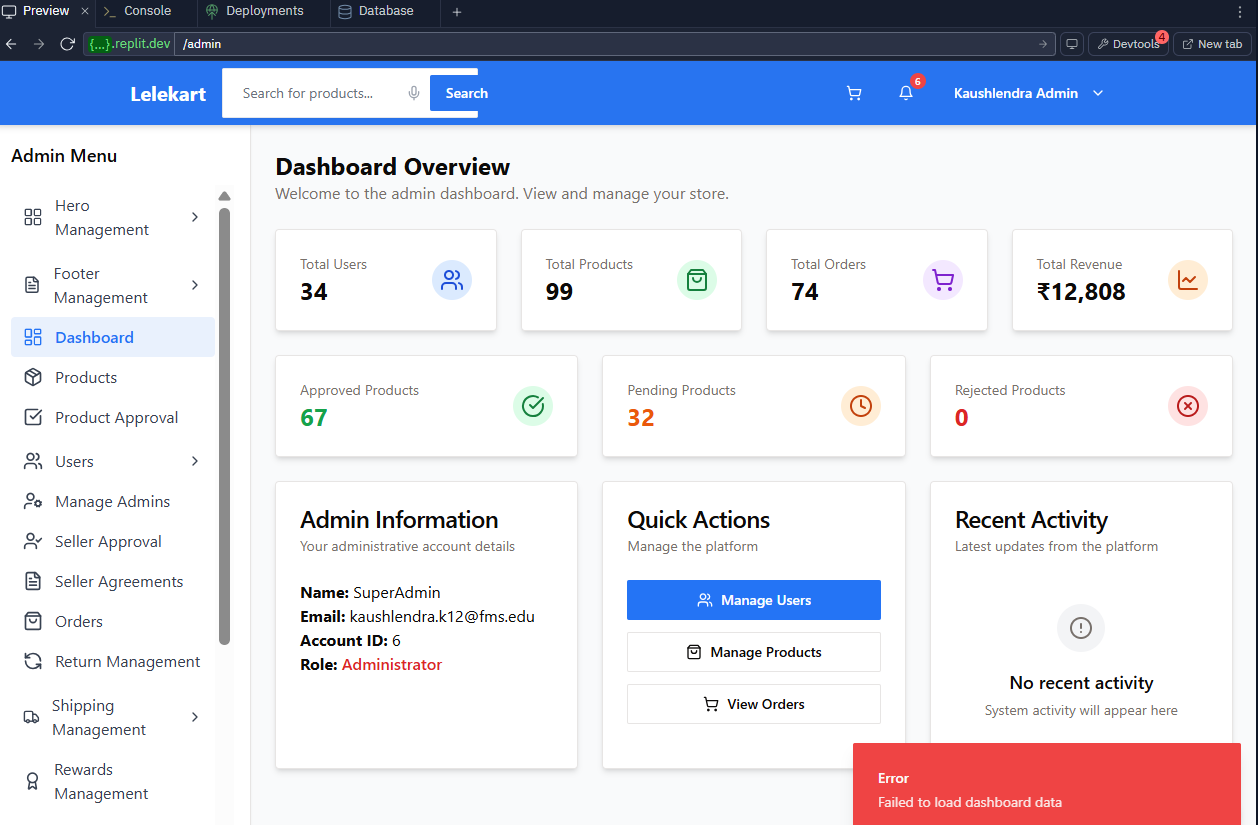 Preview
Console
Deployments
Database
{...}.replit.dev /admin
Devtools 4
New tab
Lelekart
Search for products...
Search
6
Kaushlendra Admin
Admin Menu
Hero
Management
Footer
Management
Dashboard
Products
Product Approval
Users
Manage Admins
Seller Approval
Seller Agreements
Orders
Return Management
Shipping
Management
Rewards
Management
Dashboard Overview
Welcome to the admin dashboard. View and manage your store.
Total Users
34
Total Products
99
Total Orders
74
Total Revenue
₹12,808
Approved Products
67
Pending Products
32
Rejected Products
0
Admin Information
Your administrative account details
Name: SuperAdmin
Email: kaushlendra.k12@fms.edu
Account ID: 6
Role: Administrator
Quick Actions
Manage the platform
Manage Users
Manage Products
View Orders
Recent Activity
Latest updates from the platform
No recent activity
System activity will appear here
Error
Failed to load dashboard data